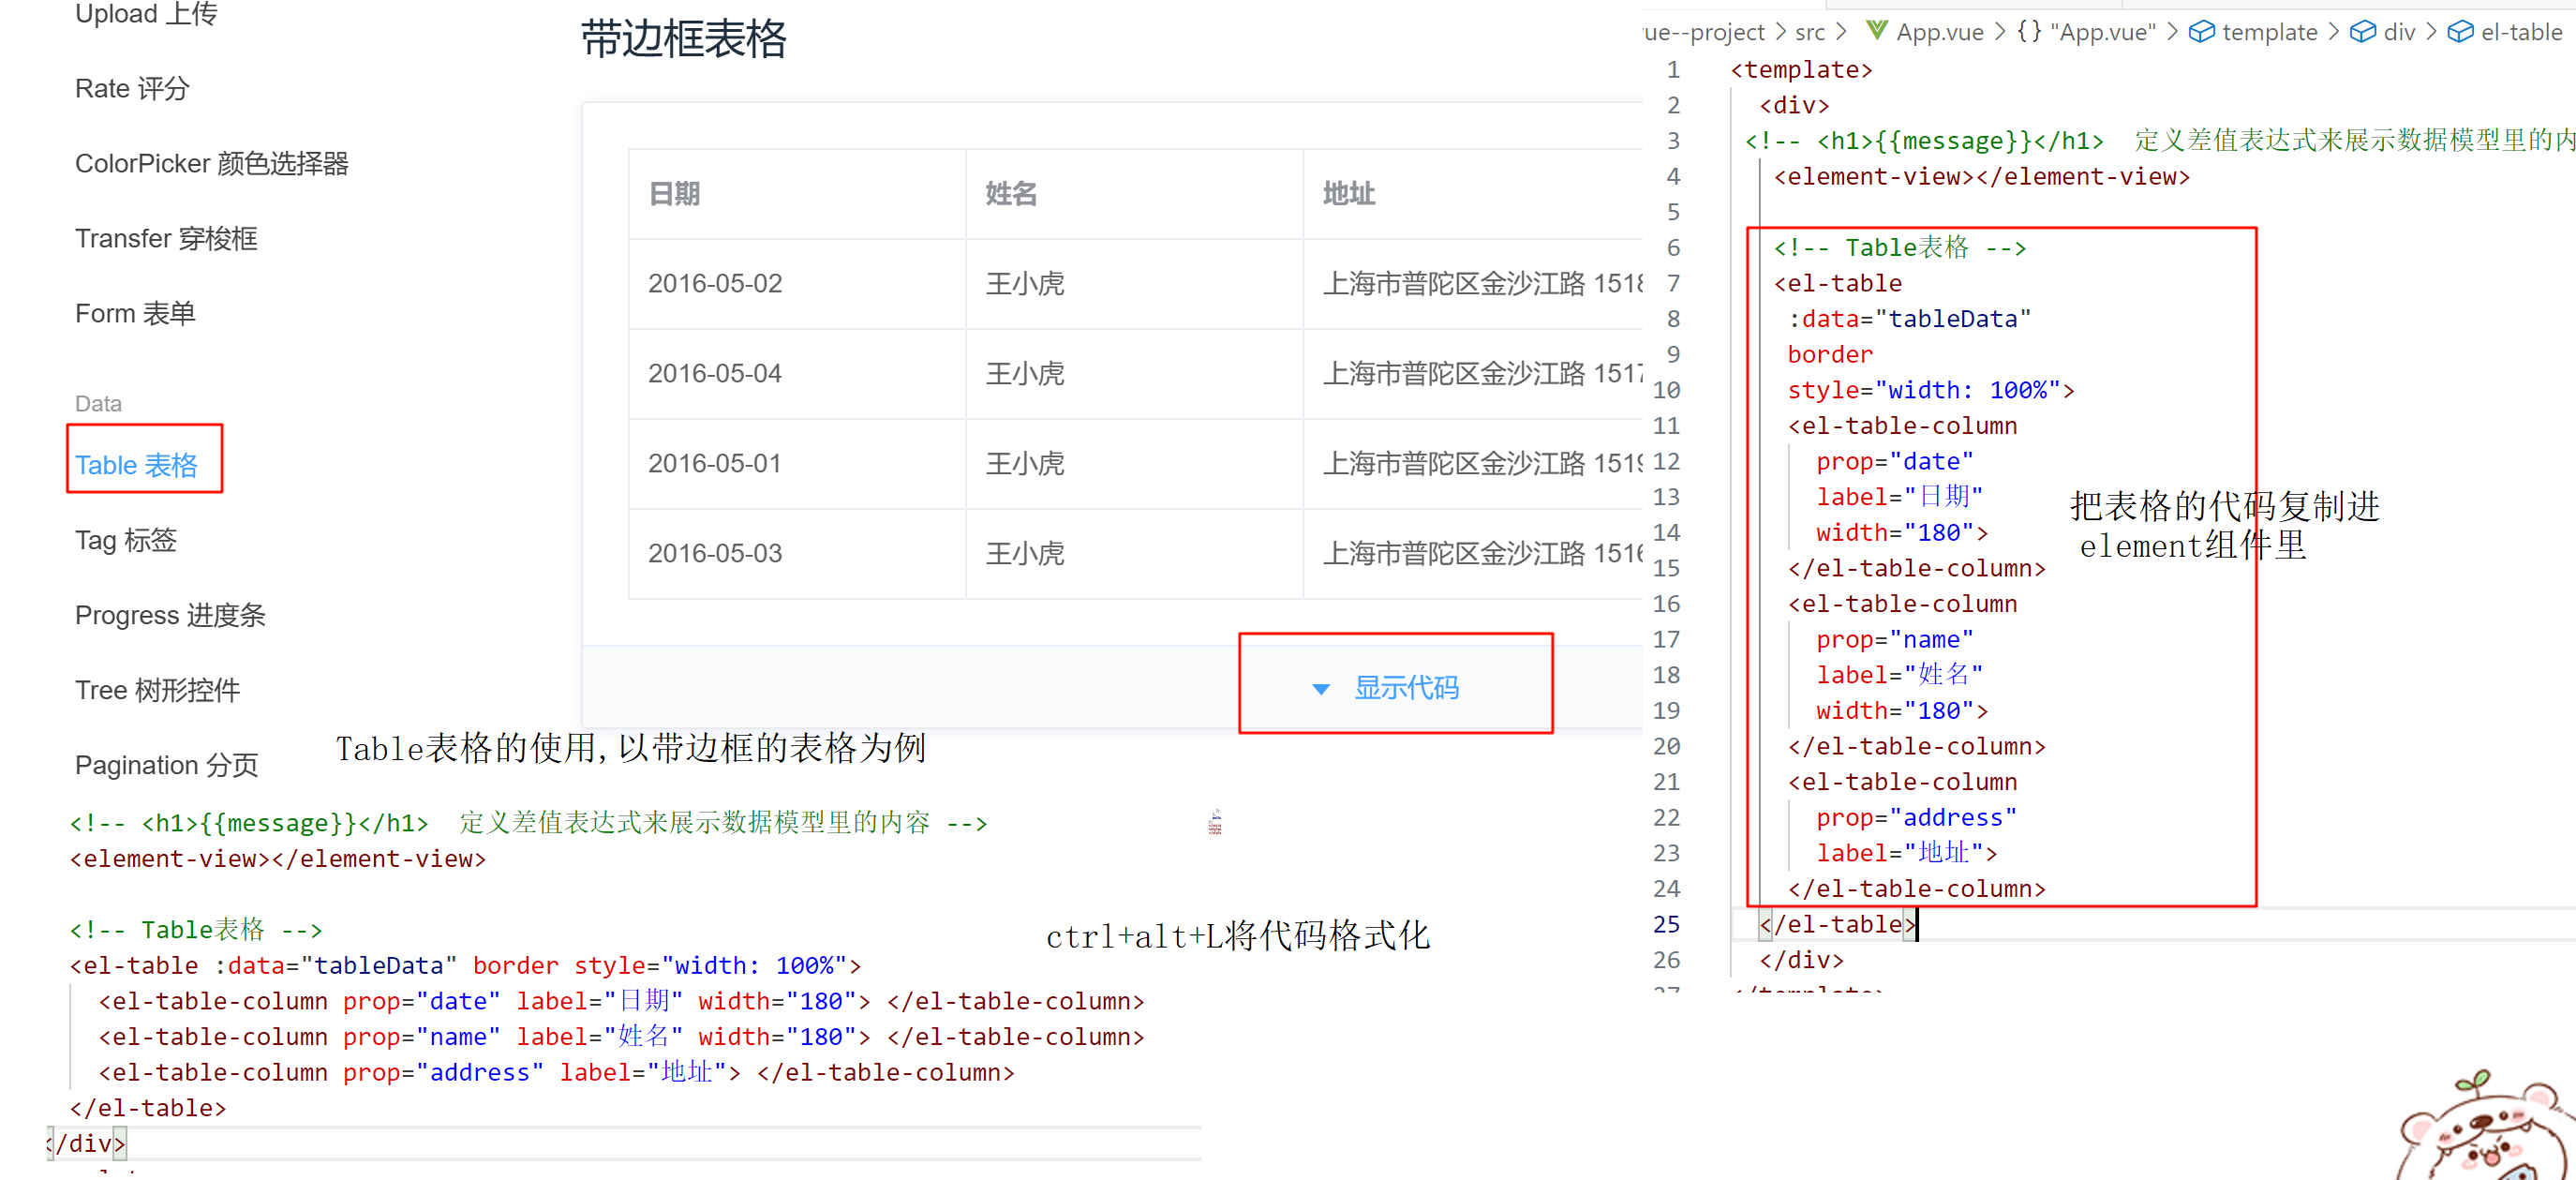 Upload 上传
Rate 评分
ColorPicker 颜色选择器
Transfer 穿梭框
Form 表单
Data
Table 表格
Tag 标签
Progress 进度条
Tree 树形控件
Pagination 分页
带边框表格
日期 姓名 地址
2016-05-02 王小虎 上海市普陀区金沙江路 1518
2016-05-04 王小虎 上海市普陀区金沙江路 1517
2016-05-01 王小虎 上海市普陀区金沙江路 1519
2016-05-03 王小虎 上海市普陀区金沙江路 1516
显示代码
Table表格的使用,以带边框的表格为例
<!-- <h1>{{message}}</h1>  定义差值表达式来展示数据模型里的内容 -->
<element-view></element-view>
<!-- Table表格 -->
<el-table :data="tableData" border style="width: 100%">
<el-table-column prop="date" label="日期" width="180"> </el-table-column>
<el-table-column prop="name" label="姓名" width="180"> </el-table-column>
<el-table-column prop="address" label="地址"> </el-table-column>
</el-table>
</div>
ctrl+alt+L将代码格式化
vue--project > src > App.vue > {} "App.vue" > template > div > el-table
1 <template>
2 <div>
3 <!-- <h1>{{message}}</h1>  定义差值表达式来展示数据模型里的内
4 <element-view></element-view>
5
6 <!-- Table表格 -->
7 <el-table
8 :data="tableData"
9 border
10 style="width: 100%">
11 <el-table-column
12 prop="date"
13 label="日期"
14 width="180">
15 </el-table-column>
16 <el-table-column
17 prop="name"
18 label="姓名"
19 width="180">
20 </el-table-column>
21 <el-table-column
22 prop="address"
23 label="地址">
24 </el-table-column>
25 </el-table>
26 </div>
27 </template>
把表格的代码复制进
element组件里